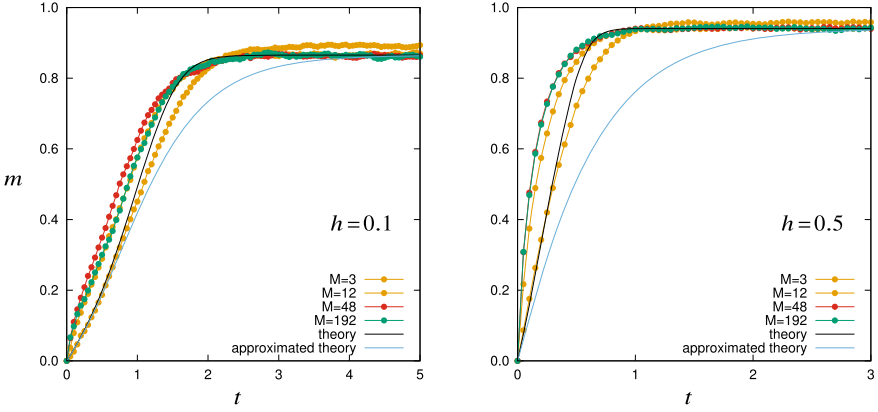 1.0
0.8
0.6
0.4
0.2
0.0
m
0 1 2 3 4 5
t
h = 0.1
M=3
M=12
M=48
M=192
theory
approximated theory
1.0
0.8
0.6
0.4
0.2
0.0
0 1 2 3
t
h = 0.5
M=3
M=12
M=48
M=192
theory
approximated theory